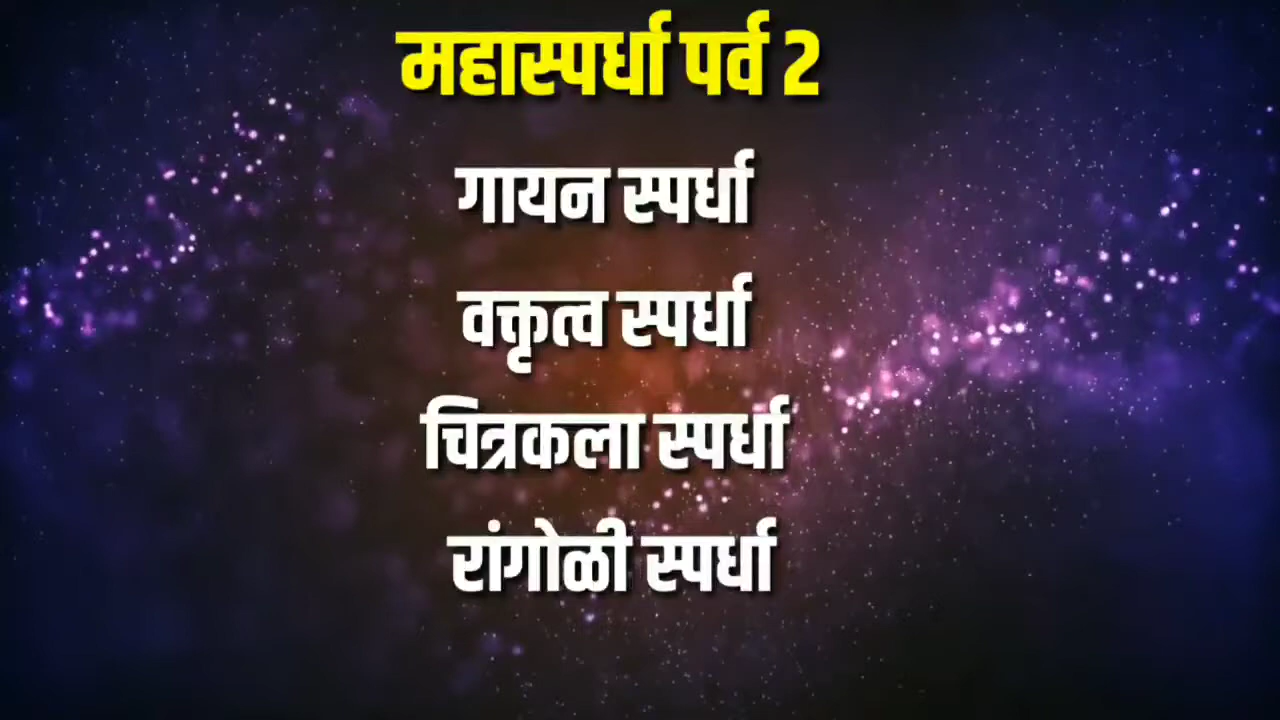 महास्पर्धा पर्व 2
गायन स्पर्धा
वक्तृत्व स्पर्धा
चित्रकला स्पर्धा
रांगोळी स्पर्धा